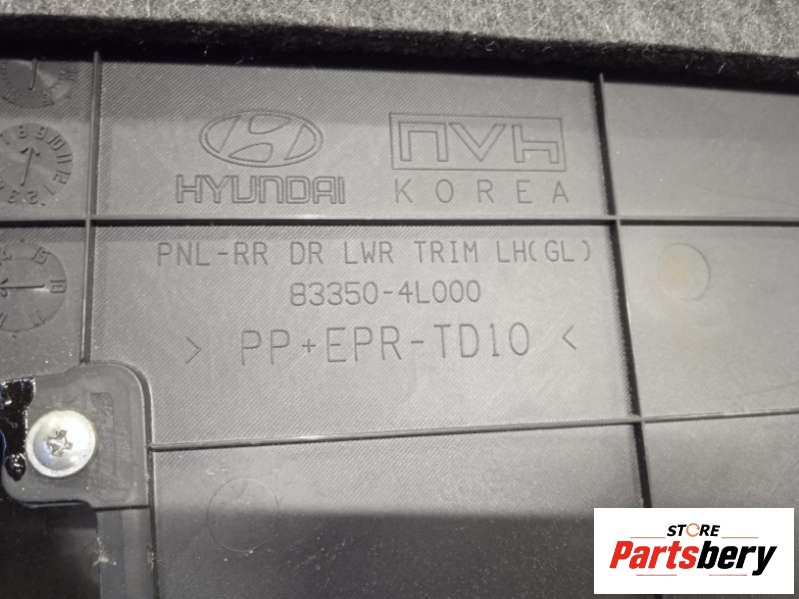 HYUNDAI
NVH
KOREA
PNL-RR DR LWR TRIM LH(GL)
83350-4L000
> PP+EPR-TD10 <
STORE
Partsbery